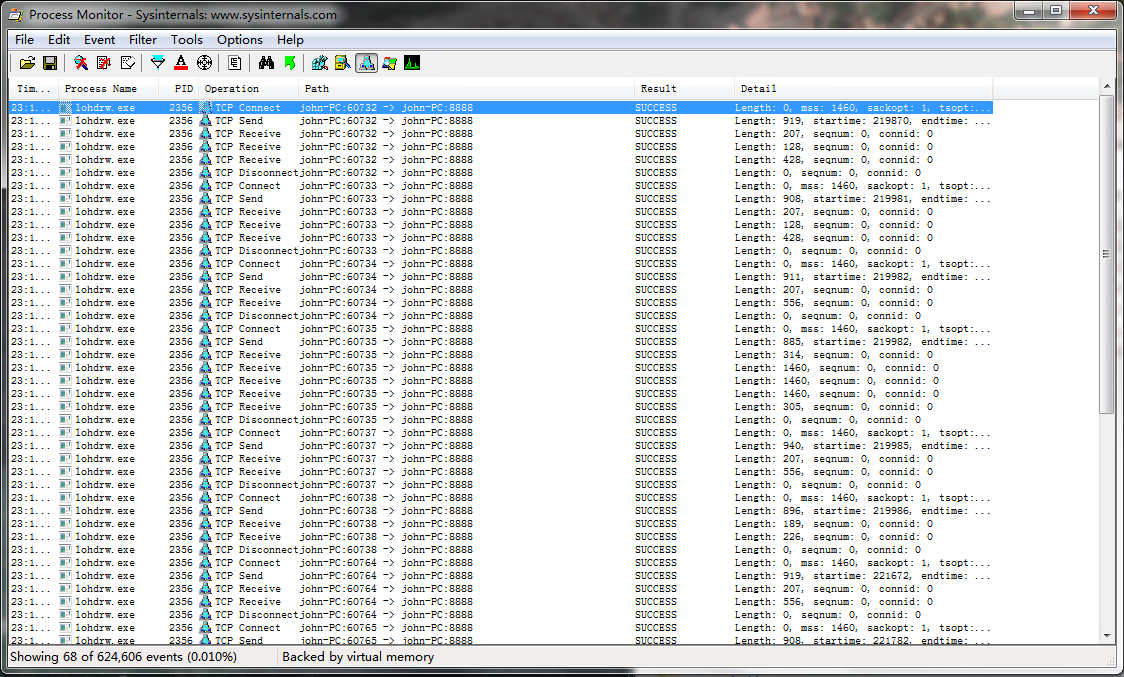 Process Monitor - Sysinternals: www.sysinternals.com
File Edit Event Filter Tools Options Help
Tim... Process Name PID Operation Path Result Detail
23:1... lohdrw.exe 2356 TCP Connect john-PC:60732 -> john-PC:8888 SUCCESS Length: 0, mss: 1460, sackopt: 1, tsopt:...
23:1... lohdrw.exe 2356 TCP Send john-PC:60732 -> john-PC:8888 SUCCESS Length: 919, startime: 219870, endtime: ...
23:1... lohdrw.exe 2356 TCP Receive john-PC:60732 -> john-PC:8888 SUCCESS Length: 207, seqnum: 0, connid: 0
23:1... lohdrw.exe 2356 TCP Receive john-PC:60732 -> john-PC:8888 SUCCESS Length: 128, seqnum: 0, connid: 0
23:1... lohdrw.exe 2356 TCP Receive john-PC:60732 -> john-PC:8888 SUCCESS Length: 428, seqnum: 0, connid: 0
23:1... lohdrw.exe 2356 TCP Disconnect john-PC:60732 -> john-PC:8888 SUCCESS Length: 0, seqnum: 0, connid: 0
23:1... lohdrw.exe 2356 TCP Connect john-PC:60733 -> john-PC:8888 SUCCESS Length: 0, mss: 1460, sackopt: 1, tsopt:...
23:1... lohdrw.exe 2356 TCP Send john-PC:60733 -> john-PC:8888 SUCCESS Length: 908, startime: 219981, endtime: ...
23:1... lohdrw.exe 2356 TCP Receive john-PC:60733 -> john-PC:8888 SUCCESS Length: 207, seqnum: 0, connid: 0
23:1... lohdrw.exe 2356 TCP Receive john-PC:60733 -> john-PC:8888 SUCCESS Length: 128, seqnum: 0, connid: 0
23:1... lohdrw.exe 2356 TCP Receive john-PC:60733 -> john-PC:8888 SUCCESS Length: 428, seqnum: 0, connid: 0
23:1... lohdrw.exe 2356 TCP Disconnect john-PC:60733 -> john-PC:8888 SUCCESS Length: 0, seqnum: 0, connid: 0
23:1... lohdrw.exe 2356 TCP Connect john-PC:60734 -> john-PC:8888 SUCCESS Length: 0, mss: 1460, sackopt: 1, tsopt:...
23:1... lohdrw.exe 2356 TCP Send john-PC:60734 -> john-PC:8888 SUCCESS Length: 911, startime: 219982, endtime: ...
23:1... lohdrw.exe 2356 TCP Receive john-PC:60734 -> john-PC:8888 SUCCESS Length: 207, seqnum: 0, connid: 0
23:1... lohdrw.exe 2356 TCP Receive john-PC:60734 -> john-PC:8888 SUCCESS Length: 556, seqnum: 0, connid: 0
23:1... lohdrw.exe 2356 TCP Disconnect john-PC:60734 -> john-PC:8888 SUCCESS Length: 0, seqnum: 0, connid: 0
23:1... lohdrw.exe 2356 TCP Connect john-PC:60735 -> john-PC:8888 SUCCESS Length: 0, mss: 1460, sackopt: 1, tsopt:...
23:1... lohdrw.exe 2356 TCP Send john-PC:60735 -> john-PC:8888 SUCCESS Length: 885, startime: 219982, endtime: ...
23:1... lohdrw.exe 2356 TCP Receive john-PC:60735 -> john-PC:8888 SUCCESS Length: 314, seqnum: 0, connid: 0
23:1... lohdrw.exe 2356 TCP Receive john-PC:60735 -> john-PC:8888 SUCCESS Length: 1460, seqnum: 0, connid: 0
23:1... lohdrw.exe 2356 TCP Receive john-PC:60735 -> john-PC:8888 SUCCESS Length: 1460, seqnum: 0, connid: 0
23:1... lohdrw.exe 2356 TCP Receive john-PC:60735 -> john-PC:8888 SUCCESS Length: 1460, seqnum: 0, connid: 0
23:1... lohdrw.exe 2356 TCP Receive john-PC:60735 -> john-PC:8888 SUCCESS Length: 305, seqnum: 0, connid: 0
23:1... lohdrw.exe 2356 TCP Disconnect john-PC:60735 -> john-PC:8888 SUCCESS Length: 0, seqnum: 0, connid: 0
23:1... lohdrw.exe 2356 TCP Connect john-PC:60737 -> john-PC:8888 SUCCESS Length: 0, mss: 1460, sackopt: 1, tsopt:...
23:1... lohdrw.exe 2356 TCP Send john-PC:60737 -> john-PC:8888 SUCCESS Length: 940, startime: 219985, endtime: ...
23:1... lohdrw.exe 2356 TCP Receive john-PC:60737 -> john-PC:8888 SUCCESS Length: 207, seqnum: 0, connid: 0
23:1... lohdrw.exe 2356 TCP Receive john-PC:60737 -> john-PC:8888 SUCCESS Length: 556, seqnum: 0, connid: 0
23:1... lohdrw.exe 2356 TCP Disconnect john-PC:60737 -> john-PC:8888 SUCCESS Length: 0, seqnum: 0, connid: 0
23:1... lohdrw.exe 2356 TCP Connect john-PC:60738 -> john-PC:8888 SUCCESS Length: 0, mss: 1460, sackopt: 1, tsopt:...
23:1... lohdrw.exe 2356 TCP Send john-PC:60738 -> john-PC:8888 SUCCESS Length: 896, startime: 219986, endtime: ...
23:1... lohdrw.exe 2356 TCP Receive john-PC:60738 -> john-PC:8888 SUCCESS Length: 189, seqnum: 0, connid: 0
23:1... lohdrw.exe 2356 TCP Receive john-PC:60738 -> john-PC:8888 SUCCESS Length: 226, seqnum: 0, connid: 0
23:1... lohdrw.exe 2356 TCP Disconnect john-PC:60738 -> john-PC:8888 SUCCESS Length: 0, seqnum: 0, connid: 0
23:1... lohdrw.exe 2356 TCP Connect john-PC:60764 -> john-PC:8888 SUCCESS Length: 0, mss: 1460, sackopt: 1, tsopt:...
23:1... lohdrw.exe 2356 TCP Send john-PC:60764 -> john-PC:8888 SUCCESS Length: 919, startime: 221672, endtime: ...
23:1... lohdrw.exe 2356 TCP Receive john-PC:60764 -> john-PC:8888 SUCCESS Length: 207, seqnum: 0, connid: 0
23:1... lohdrw.exe 2356 TCP Receive john-PC:60764 -> john-PC:8888 SUCCESS Length: 556, seqnum: 0, connid: 0
23:1... lohdrw.exe 2356 TCP Disconnect john-PC:60764 -> john-PC:8888 SUCCESS Length: 0, seqnum: 0, connid: 0
23:1... lohdrw.exe 2356 TCP Connect john-PC:60765 -> john-PC:8888 SUCCESS Length: 0, mss: 1460, sackopt: 1, tsopt:...
23:1... lohdrw.exe 2356 TCP Send john-PC:60765 -> john-PC:8888 SUCCESS Length: 908, startime: 221782, endtime: ...
Showing 68 of 624,606 events (0.010%) Backed by virtual memory